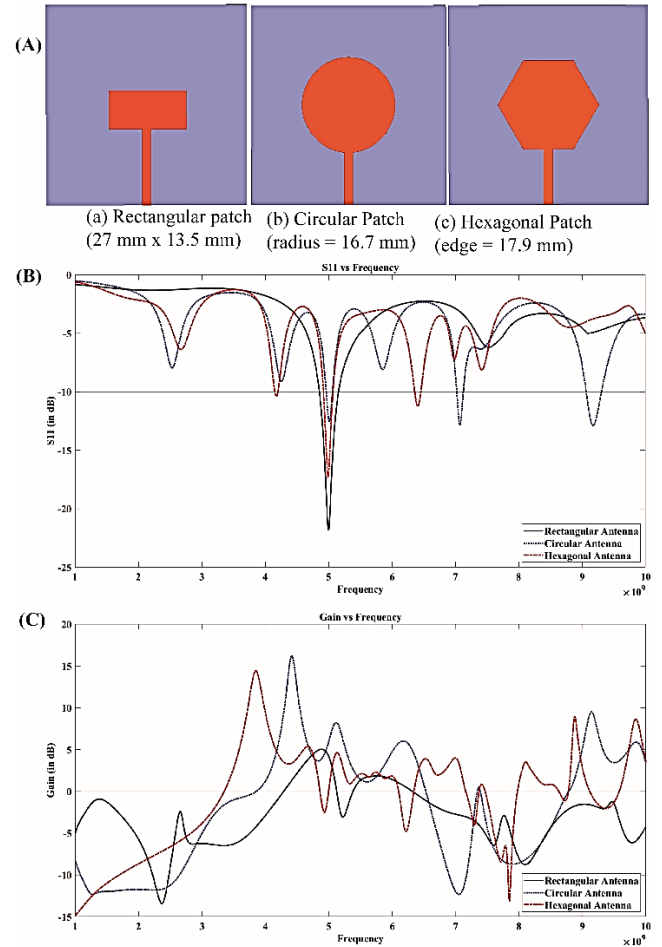 (A)
(a) Rectangular patch
(27 mm x 13.5 mm)
(b) Circular Patch
(radius = 16.7 mm)
(c) Hexagonal Patch
(edge = 17.9 mm)
(B)
S11 vs Frequency
S11 (in dB)
0
-5
-10
-15
-20
-25
1 2 3 4 5 6 7 8 9 10
Frequency
×10⁹
Rectangular Antenna
Circular Antenna
Hexagonal Antenna
(C)
Gain vs Frequency
Gain (in dB)
20
15
10
5
0
-5
-10
-15
1 2 3 4 5 6 7 8 9 10
Frequency
×10⁹
Rectangular Antenna
Circular Antenna
Hexagonal Antenna